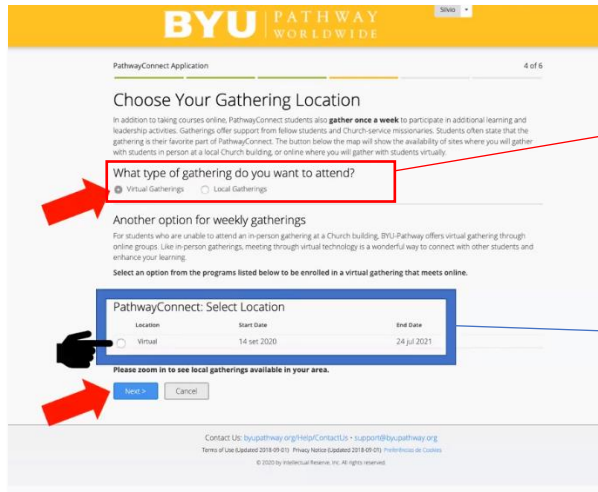 BYU PATHWAY
WORLDWIDE
Silvio
PathwayConnect Application 4 of 6
Choose Your Gathering Location
In addition to taking courses online, PathwayConnect students also gather once a week to participate in additional learning and
leadership activities. Gatherings offer support from fellow students and Church-service missionaries. Students often state that the
gathering is their favorite part of PathwayConnect. The button below the map will show the availability of sites where you will gather
with students in person at a local Church building, or online where you will gather with students virtually.
What type of gathering do you want to attend?
Virtual Gatherings Local Gatherings
Another option for weekly gatherings
For students who are unable to attend an in-person gathering at a Church building, BYU-Pathway offers virtual gathering through
online groups. Like in-person gatherings, meeting through virtual technology is a wonderful way to connect with other students and
enhance your learning.
Select an option from the programs listed below to be enrolled in a virtual gathering that meets online.
PathwayConnect: Select Location
Location Start Date End Date
Virtual 14 set 2020 24 jul 2021
Please zoom in to see local gatherings available in your area.
Next > Cancel
Contact Us: byupathway.org/Help/ContactUs • support@byupathway.org
Terms of Use (Updated 2018-09-01) Privacy Notice (Updated 2018-09-01) Preferências de Cookies
© 2020 by Intellectual Reserve, Inc. All rights reserved.